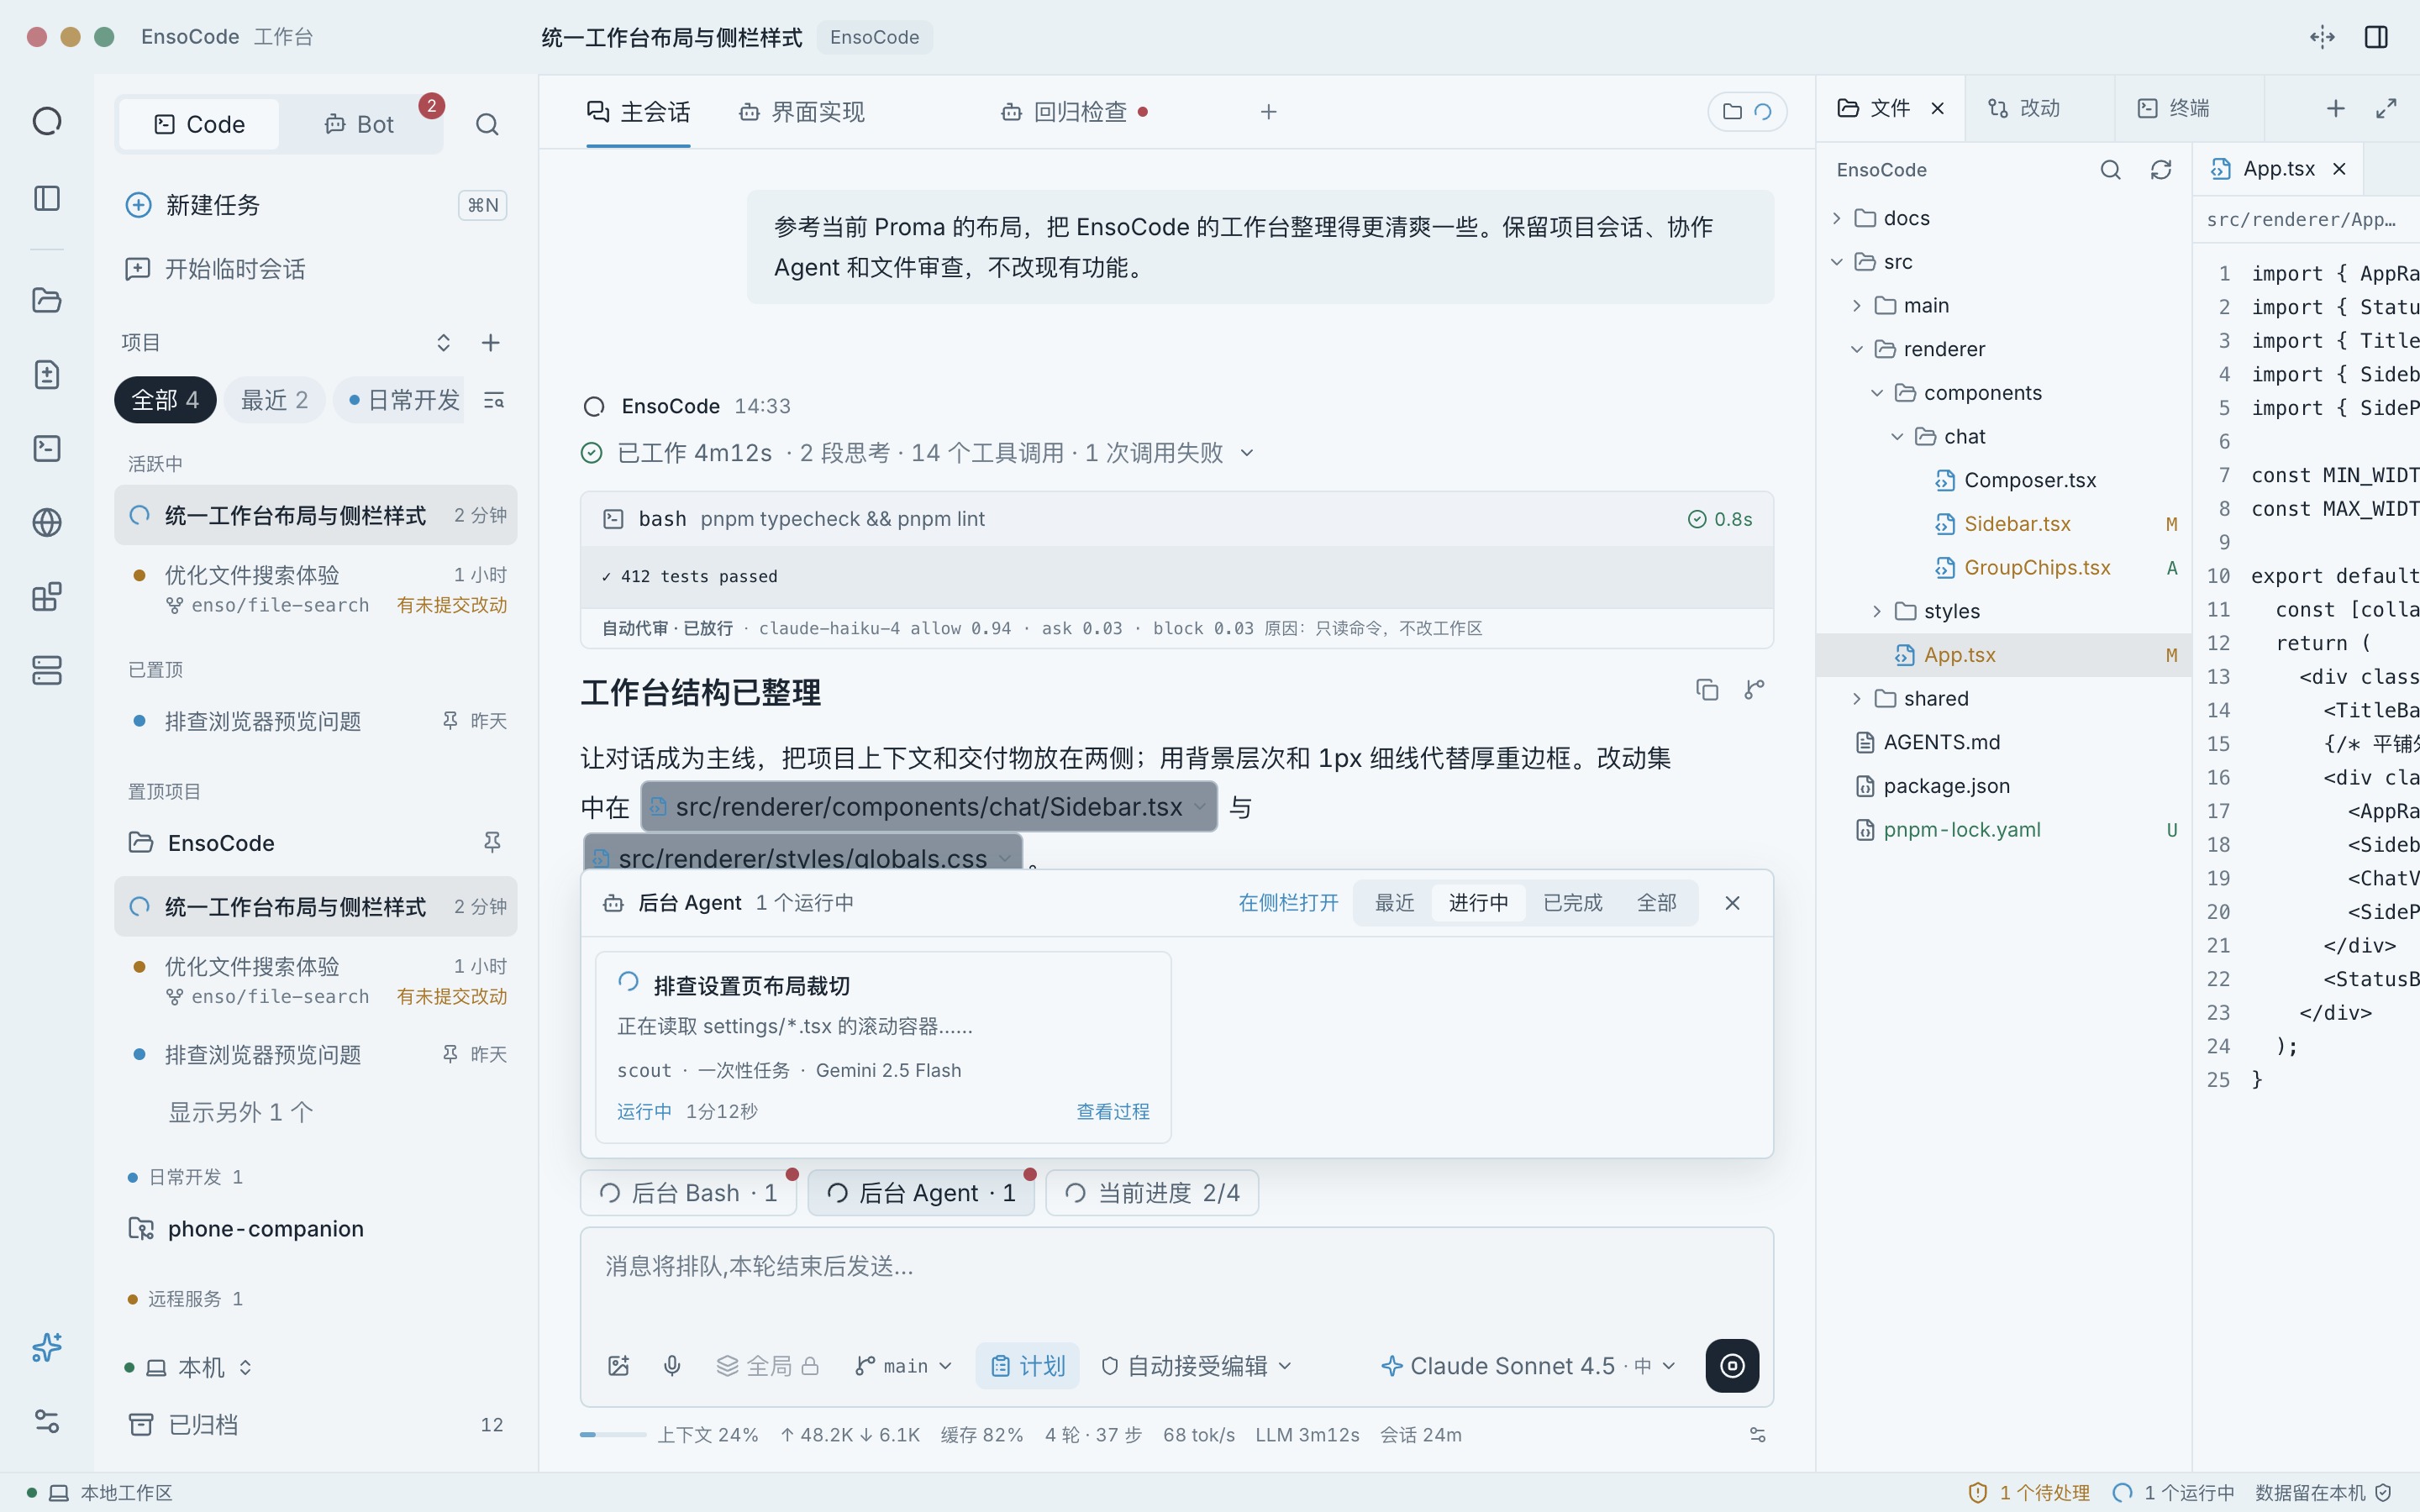 EnsoCode 工作台
统一工作台布局与侧栏样式 EnsoCode
Code
Bot
2
新建任务 ⌘N
开始临时会话
项目
全部 4 最近 2 日常开发
活跃中
统一工作台布局与侧栏样式 2 分钟
优化文件搜索体验 1 小时
enso/file-search 有未提交改动
已置顶
排查浏览器预览问题 昨天
置顶项目
EnsoCode
统一工作台布局与侧栏样式 2 分钟
优化文件搜索体验 1 小时
enso/file-search 有未提交改动
排查浏览器预览问题 昨天
显示另外 1 个
日常开发 1
phone-companion
远程服务 1
本机
已归档 12
主会话 界面实现 回归检查
参考当前 Proma 的布局，把 EnsoCode 的工作台整理得更清爽一些。保留项目会话、协作
Agent 和文件审查，不改现有功能。
EnsoCode 14:33
已工作 4m12s · 2 段思考 · 14 个工具调用 · 1 次调用失败
bash pnpm typecheck && pnpm lint 0.8s
✓ 412 tests passed
自动代审 · 已放行 · claude-haiku-4 allow 0.94 · ask 0.03 · block 0.03 原因：只读命令，不改工作区
工作台结构已整理
让对话成为主线，把项目上下文和交付物放在两侧；用背景层次和 1px 细线代替厚重边框。改动集
中在 src/renderer/components/chat/Sidebar.tsx 与
src/renderer/styles/globals.css 。
后台 Agent 1 个运行中 在侧栏打开 最近 进行中 已完成 全部
排查设置页布局裁切
正在读取 settings/*.tsx 的滚动容器……
scout · 一次性任务 · Gemini 2.5 Flash
运行中 1分12秒 查看过程
后台 Bash · 1 后台 Agent · 1 当前进度 2/4
消息将排队,本轮结束后发送...
全局 main 计划 自动接受编辑 Claude Sonnet 4.5 · 中
上下文 24% ↑ 48.2K ↓ 6.1K 缓存 82% 4 轮 · 37 步 68 tok/s LLM 3m12s 会话 24m
文件 改动 终端
EnsoCode
docs
src
main
renderer
components
chat
Composer.tsx
Sidebar.tsx M
GroupChips.tsx A
styles
App.tsx M
shared
AGENTS.md
package.json
pnpm-lock.yaml U
App.tsx
src/renderer/App…
1 import { AppRa
2 import { Statu
3 import { Title
4 import { Sideb
5 import { SideP
6
7 const MIN_WIDT
8 const MAX_WIDT
9
10 export default
11 const [colla
12 return (
13 <div class
14 <TitleBa
15 {/* 平铺
16 <div cla
17 <AppRa
18 <Sideb
19 <ChatV
20 <SideP
21 </div>
22 <StatusB
23 </div>
24 );
25 }
本地工作区
1 个待处理 1 个运行中 数据留在本机